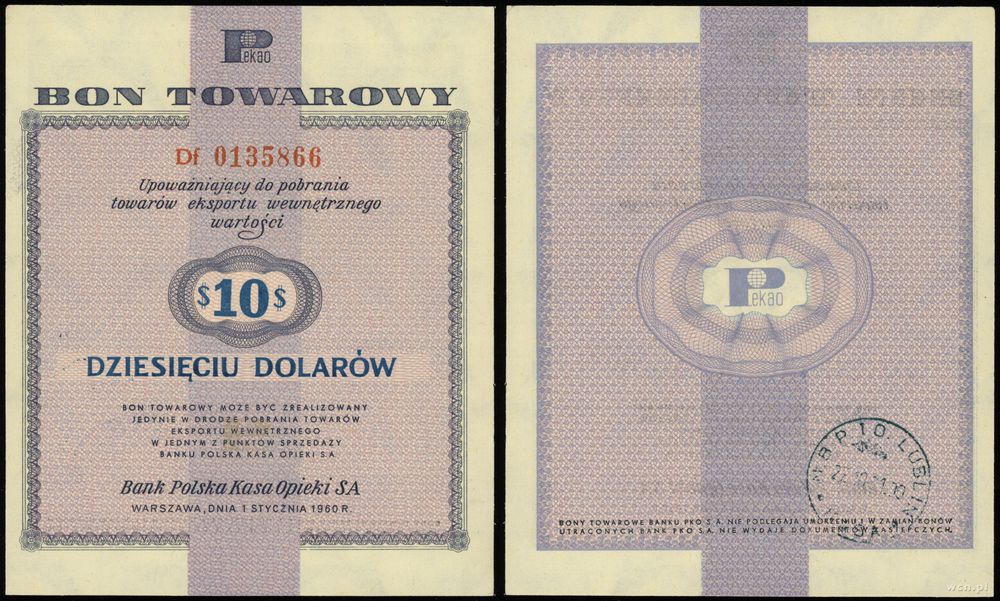 Pekao
BON TOWAROWY
Df 0135866
Upoważniający do pobrania
towarów eksportu wewnętrznego
wartości
$10$
DZIESIĘCIU DOLARÓW
BON TOWAROWY MOŻE BYĆ ZREALIZOWANY
JEDYNIE W DRODZE POBRANIA TOWARÓW
EKSPORTU WEWNĘTRZNEGO
W JEDNYM Z PUNKTÓW SPRZEDAŻY
BANKU POLSKA KASA OPIEKI S.A
Bank Polska Kasa Opieki SA
WARSZAWA, DNIA 1 STYCZNIA 1960 R.
Pekao
LUBLIN
BONY TOWAROWE BANKU PKO S.A. NIE PODLEGAJĄ UMORZENIU I W ZAMIAN BONÓW
UTRACONYCH BANK PKO S.A. NIE WYDAJE DOKUMENTÓW ZASTĘPCZYCH.
wcn.pl